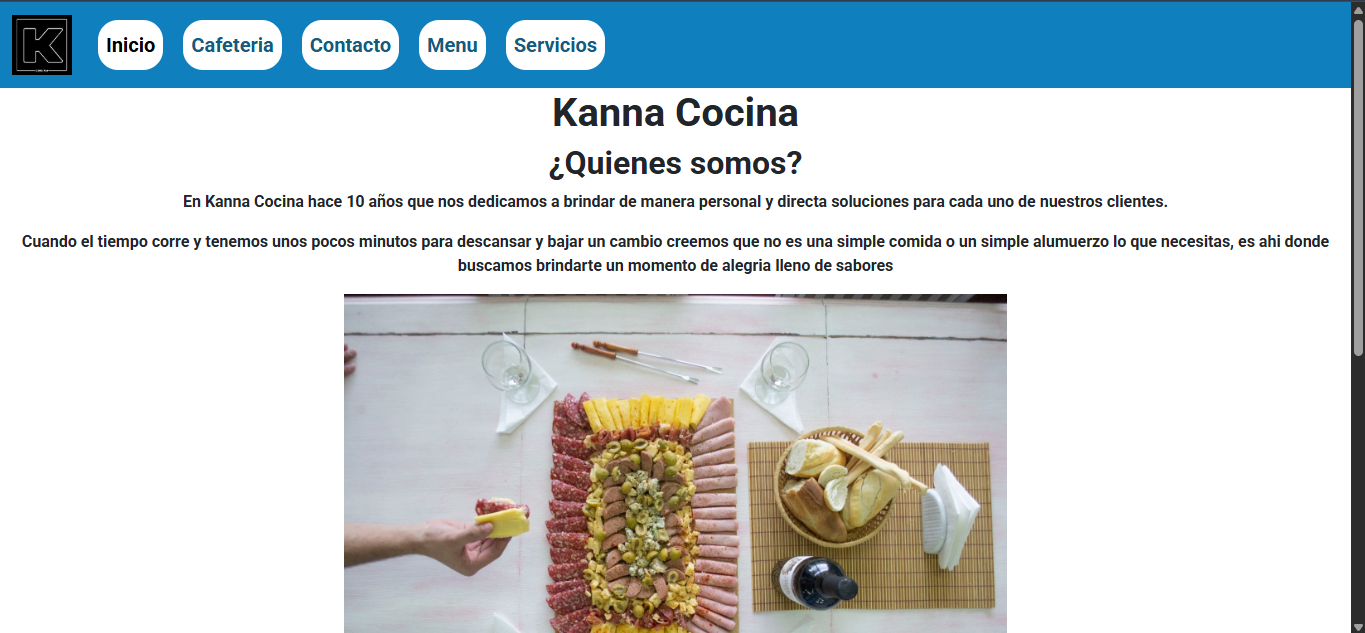 K
Inicio
Cafeteria
Contacto
Menu
Servicios
Kanna Cocina
¿Quienes somos?
En Kanna Cocina hace 10 años que nos dedicamos a brindar de manera personal y directa soluciones para cada uno de nuestros clientes.
Cuando el tiempo corre y tenemos unos pocos minutos para descansar y bajar un cambio creemos que no es una simple comida o un simple alumuerzo lo que necesitas, es ahi donde
buscamos brindarte un momento de alegria lleno de sabores